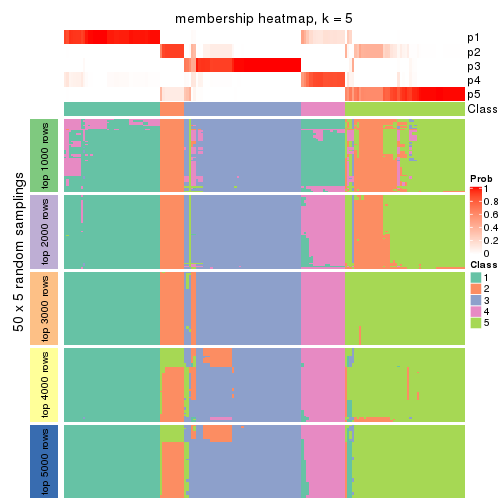 membership heatmap, k = 5
p1
p2
p3
p4
p5
Class
50 x 5 random samplings
top 1000 rows
top 2000 rows
top 3000 rows
top 4000 rows
top 5000 rows
Prob
1
0.8
0.6
0.4
0.2
0
Class
1
2
3
4
5